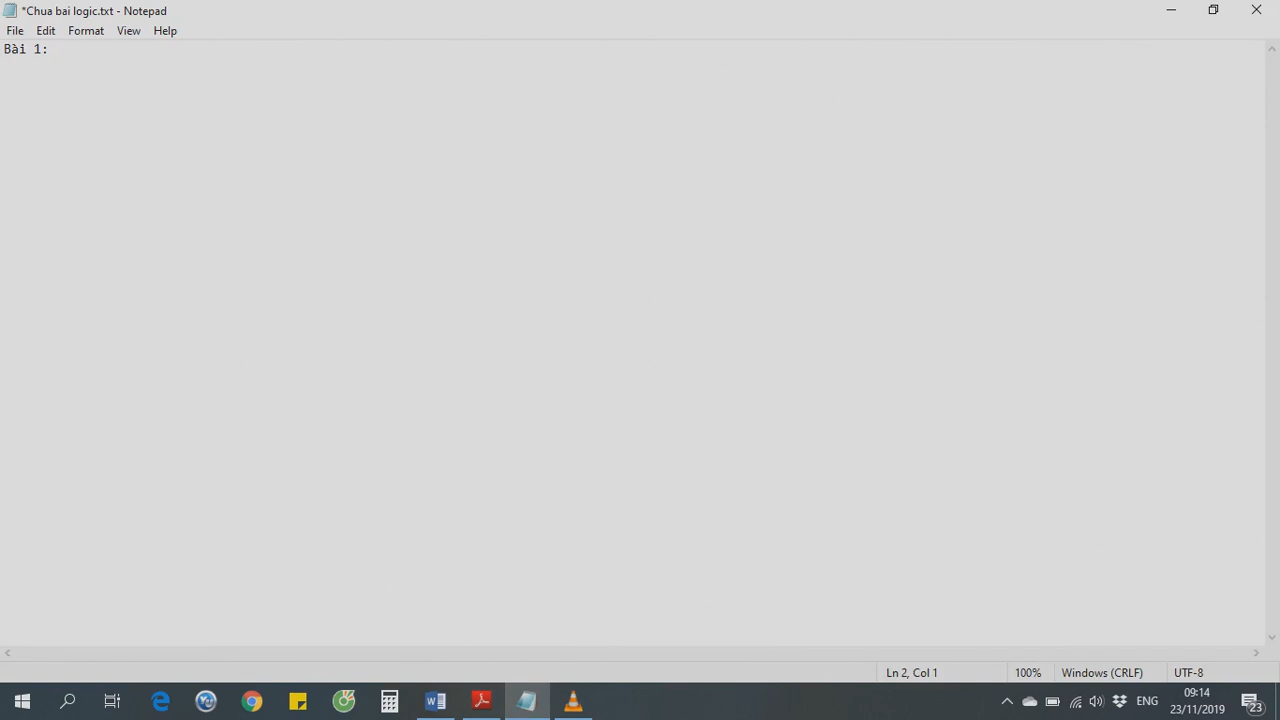 *Chua bai logic.txt - Notepad
File Edit Format View Help
Bài 1:
Ln 2, Col 1 100% Windows (CRLF) UTF-8
ENG
09:14
23/11/2019
23